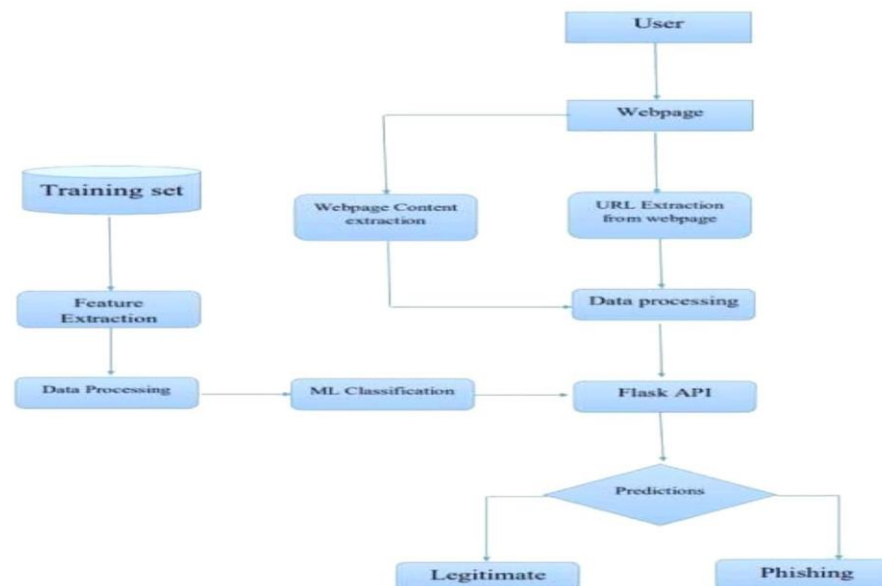 User
Webpage
Training set
Webpage Content
extraction
URL Extraction
from webpage
Feature
Extraction
Data processing
Data Processing
ML Classification
Flask API
Predictions
Legitimate
Phishing